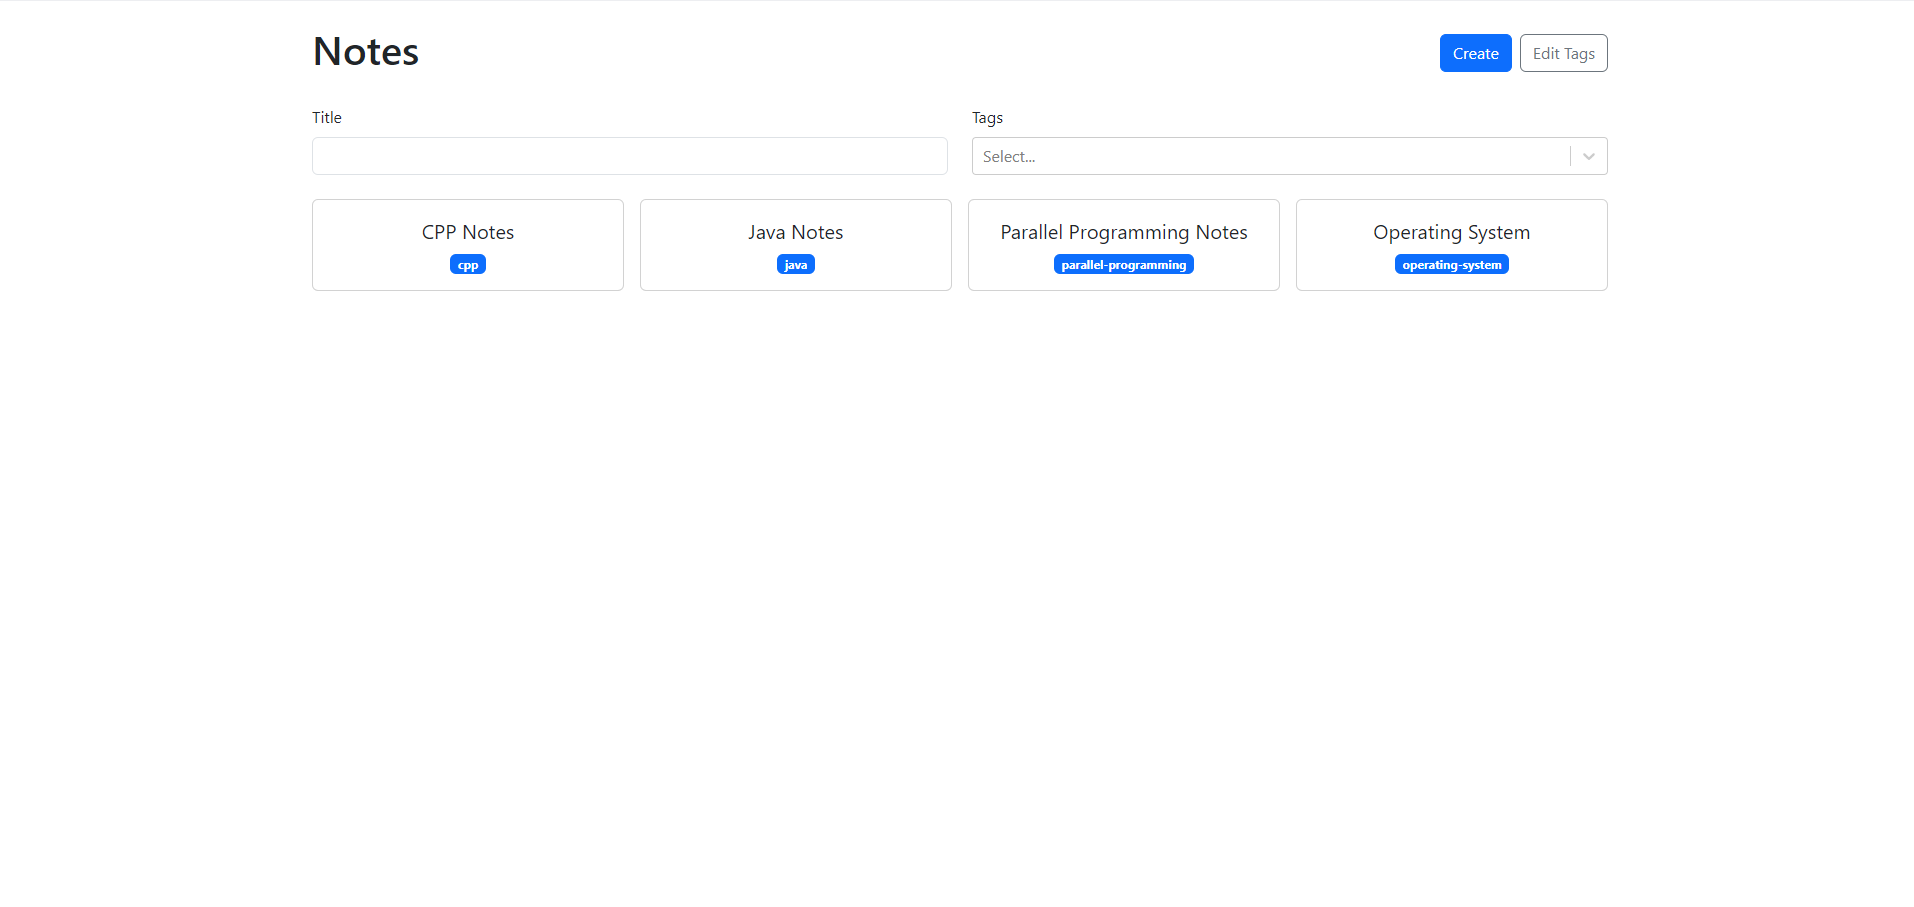 Notes
Create
Edit Tags
Title
Tags
Select...
CPP Notes
cpp
Java Notes
java
Parallel Programming Notes
parallel-programming
Operating System
operating-system